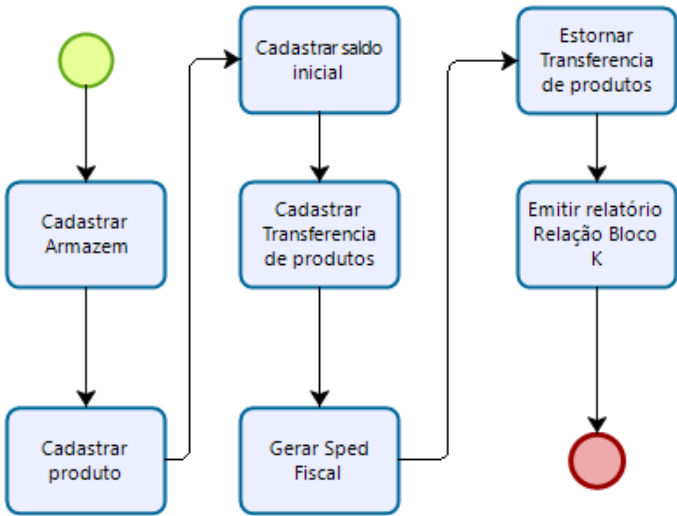 Cadastrar
Armazem
Cadastrar
produto
Cadastrar saldo
inicial
Cadastrar
Transferencia
de produtos
Gerar Sped
Fiscal
Estornar
Transferencia
de produtos
Emitir relatório
Relação Bloco
K